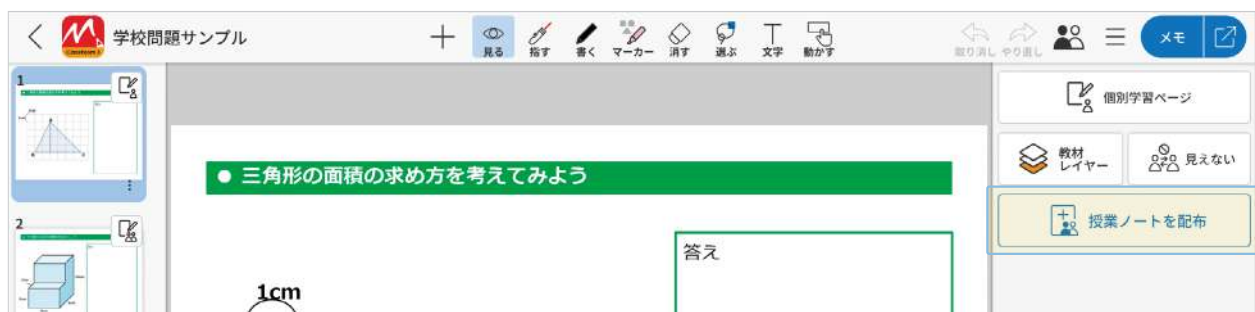 学校問題サンプル
見る
指す
書く
マーカー
消す
選ぶ
文字
動かす
取り消し
やり直し
メモ
1
2
個別学習ページ
教材
レイヤー
見えない
授業ノートを配布
● 三角形の面積の求め方を考えてみよう
答え
1cm